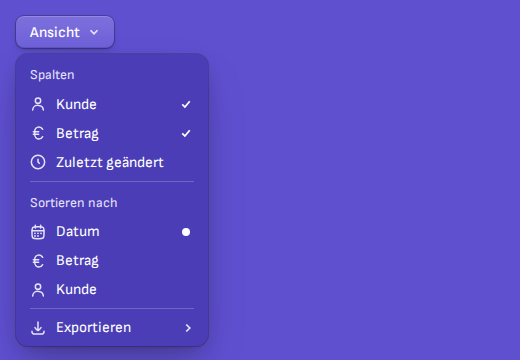 Ansicht
Spalten
Kunde
Betrag
Zuletzt geändert
Sortieren nach
Datum
Betrag
Kunde
Exportieren